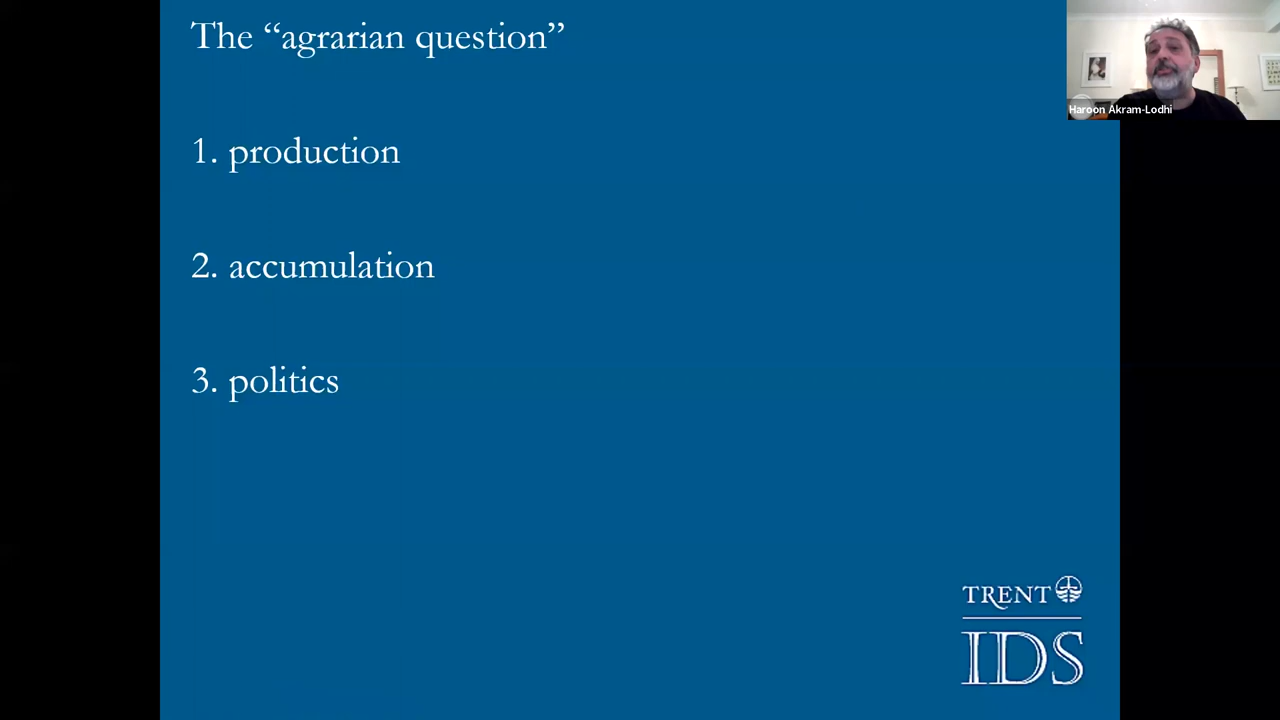 The “agrarian question”
Haroon Akram-Lodhi
1. production
2. accumulation
3. politics
TRENT
IDS